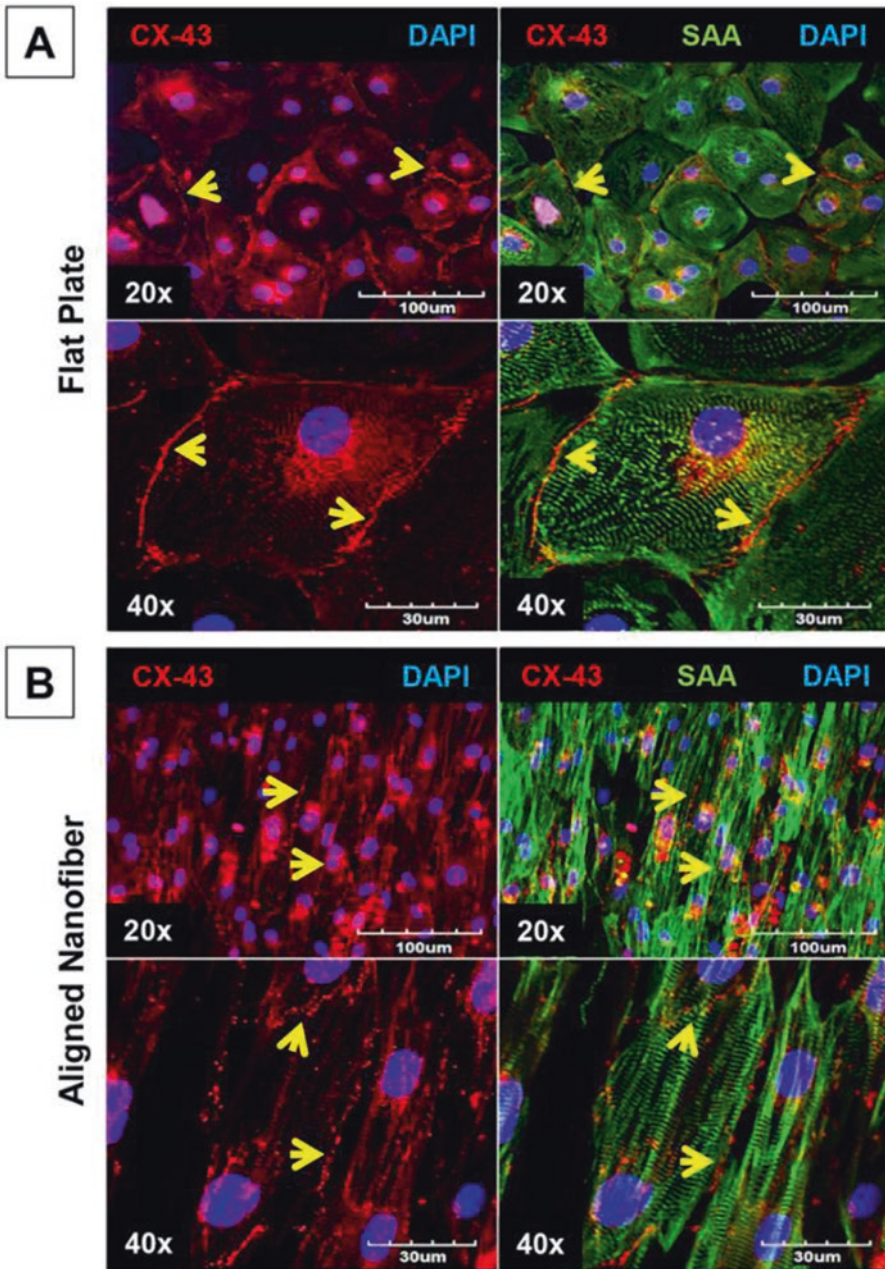 A
Flat Plate
CX-43 DAPI
CX-43 SAA DAPI
20x
100um
20x
100um
40x
30um
40x
30um
B
Aligned Nanofiber
CX-43 DAPI
CX-43 SAA DAPI
20x
100um
20x
100um
40x
30um
40x
30um